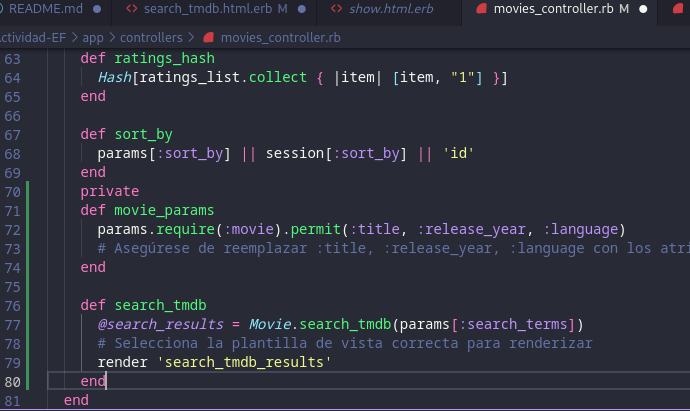 README.md
search_tmdb.html.erb M
show.html.erb
movies_controller.rb M
ctividad-EF > app > controllers > movies_controller.rb
63 def ratings_hash
64 Hash[ratings_list.collect { |item| [item, "1"] }]
65 end
66
67 def sort_by
68 params[:sort_by] || session[:sort_by] || 'id'
69 end
70 private
71 def movie_params
72 params.require(:movie).permit(:title, :release_year, :language)
73 # Asegúrese de reemplazar :title, :release_year, :language con los atri
74 end
75
76 def search_tmdb
77 @search_results = Movie.search_tmdb(params[:search_terms])
78 # Selecciona la plantilla de vista correcta para renderizar
79 render 'search_tmdb_results'
80 end
81 end